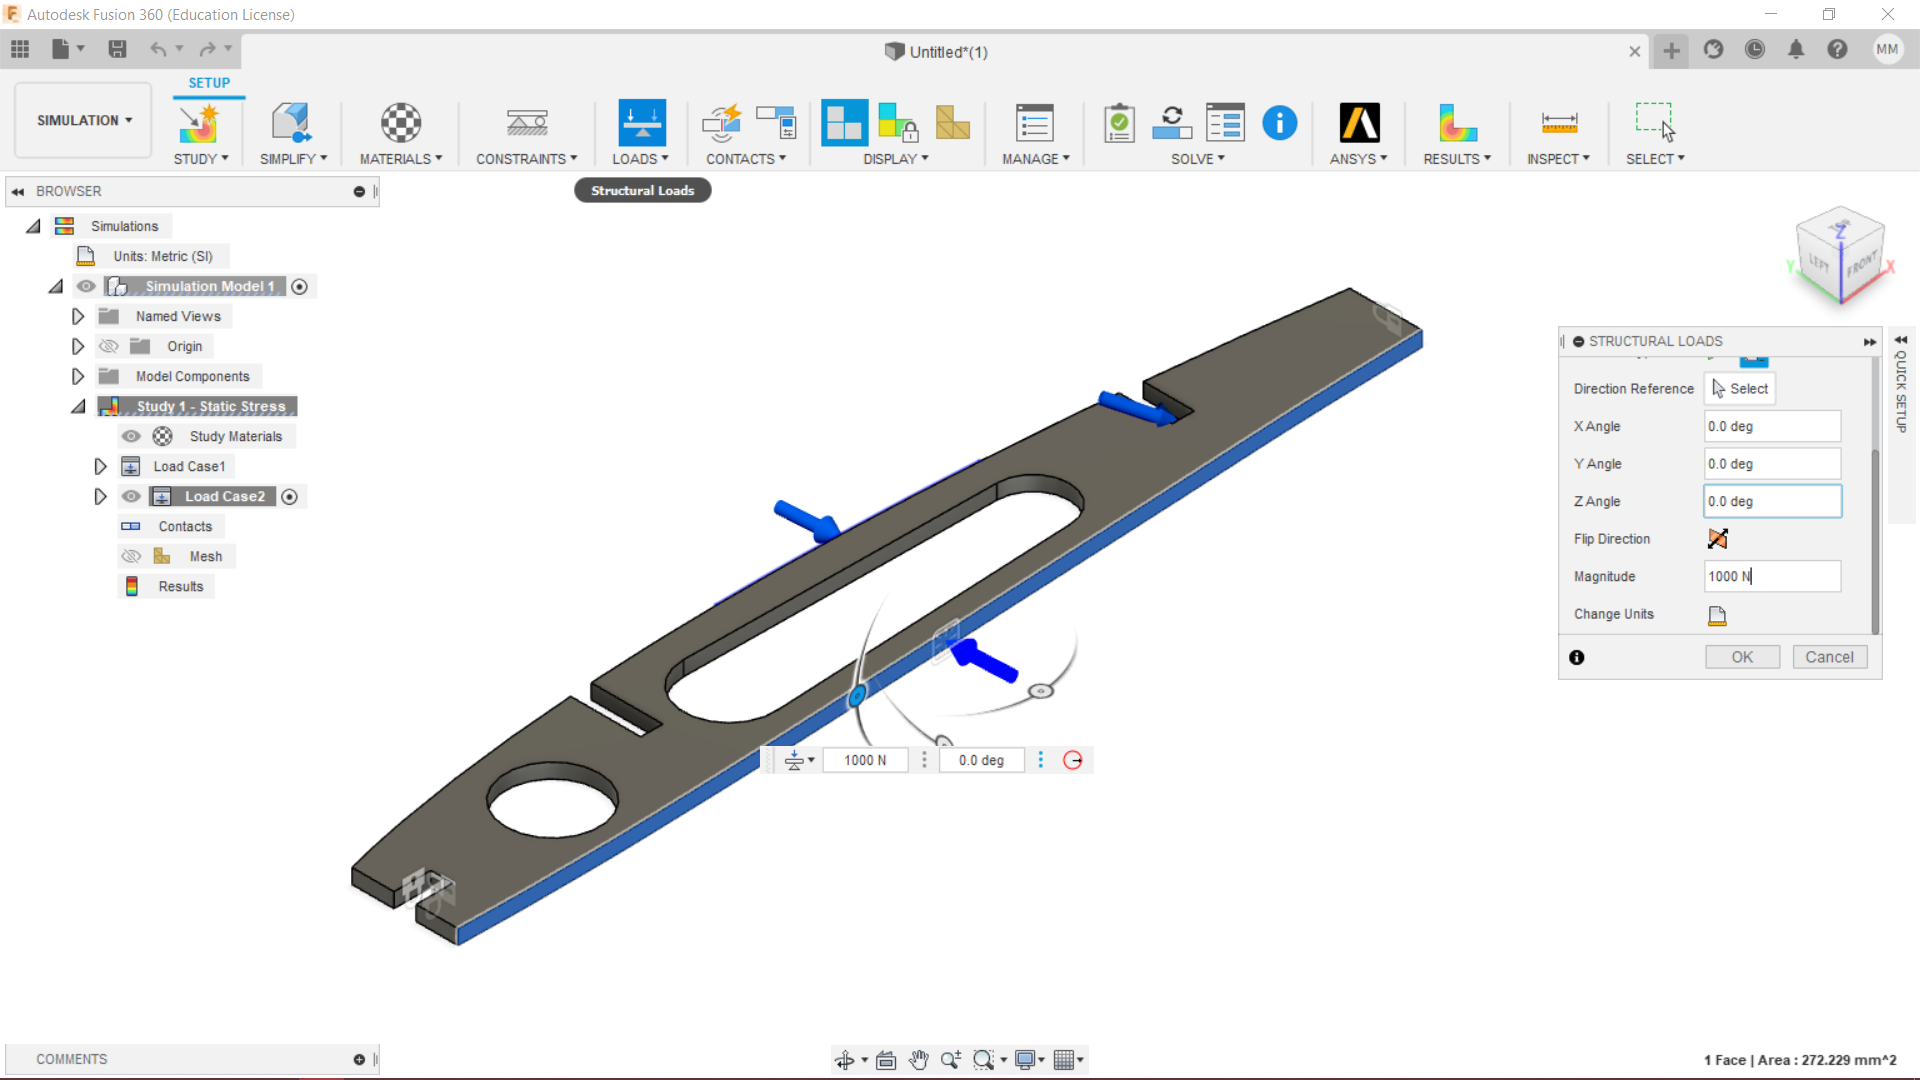 Autodesk Fusion 360 (Education License)
Untitled*(1)
MM
SETUP
SIMULATION
STUDY
SIMPLIFY
MATERIALS
CONSTRAINTS
LOADS
CONTACTS
DISPLAY
MANAGE
SOLVE
ANSYS
RESULTS
INSPECT
SELECT
BROWSER
Structural Loads
Simulations
Units: Metric (SI)
Simulation Model 1
Named Views
Origin
Model Components
Study 1 - Static Stress
Study Materials
Load Case1
Load Case2
Contacts
Mesh
Results
Z
LEFT
FRONT
Y
X
STRUCTURAL LOADS
Direction Reference Select
X Angle 0.0 deg
Y Angle 0.0 deg
Z Angle 0.0 deg
Flip Direction
Magnitude 1000 N
Change Units
OK Cancel
QUICK SETUP
1000 N 0.0 deg
COMMENTS
1 Face | Area : 272.229 mm^2